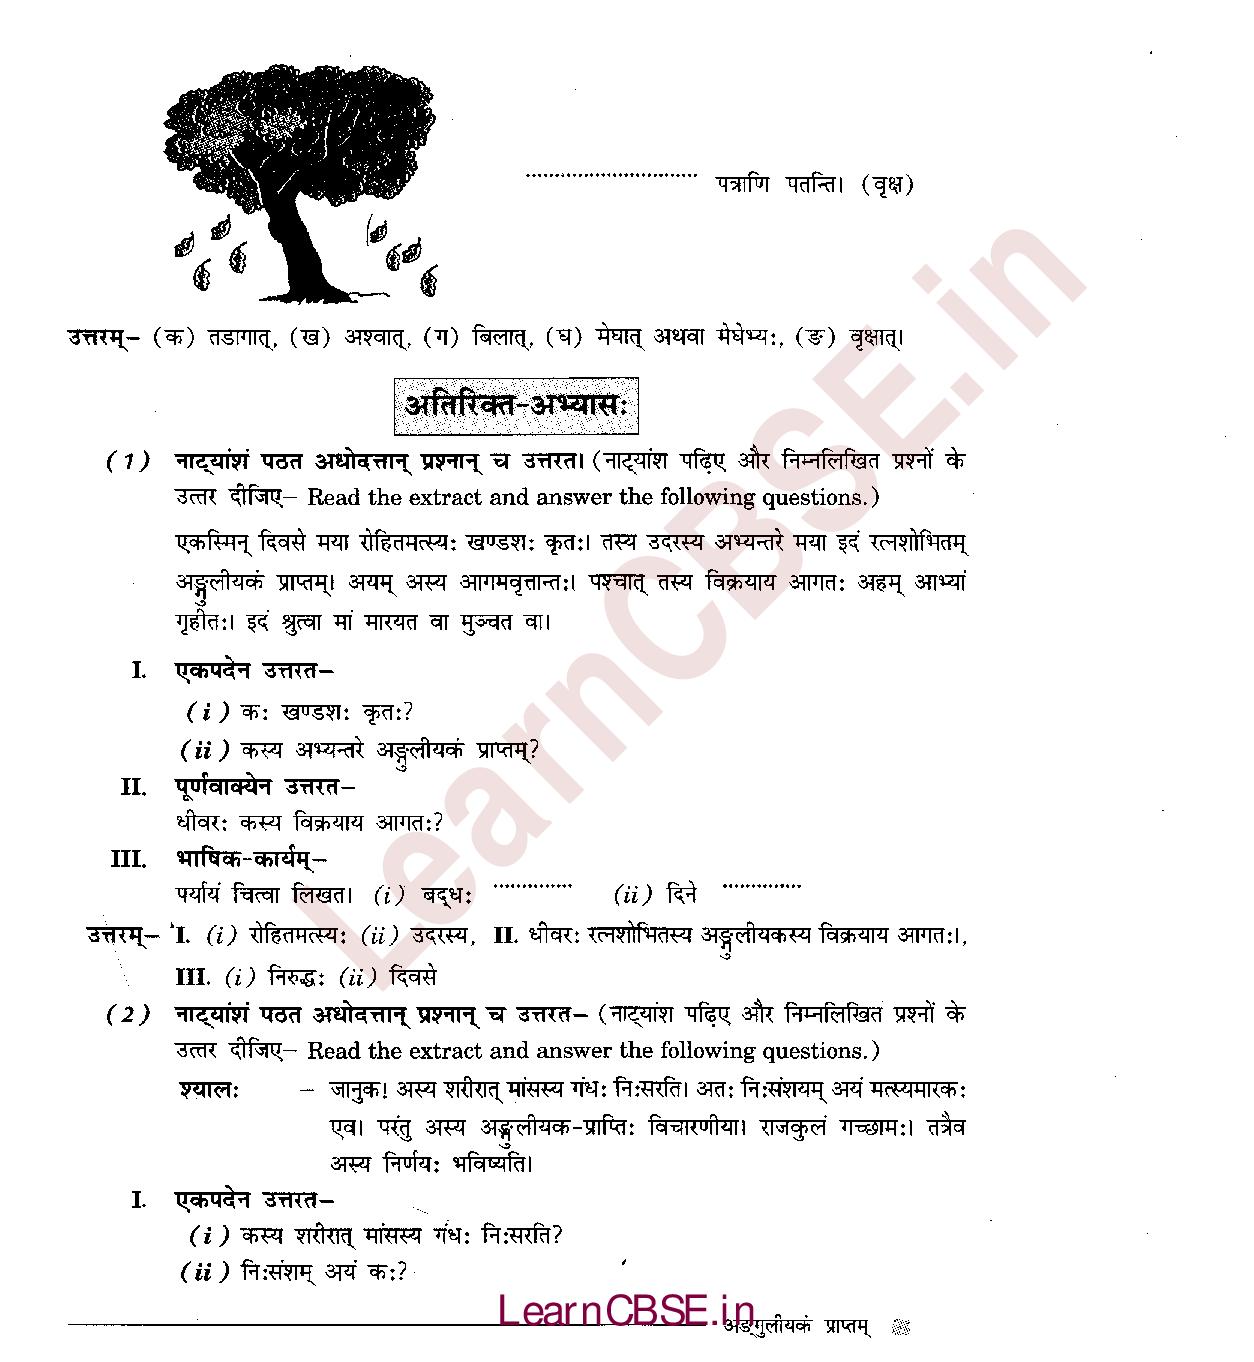 .............................. पत्राणि पतन्ति। (वृक्ष)
उत्तरम्– (क) तडागात्, (ख) अश्वात्, (ग) बिलात्, (घ) मेघात् अथवा मेघेभ्य:, (ङ) वृक्षात्।
अतिरिक्त-अभ्यास:
(1) नाट्यांशं पठत अधोदत्तान् प्रश्नान् च उत्तरत। (नाट्यांश पढ़िए और निम्नलिखित प्रश्नों के
उत्तर दीजिए– Read the extract and answer the following questions.)
एकस्मिन् दिवसे मया रोहितमत्स्य: खण्डश: कृत:। तस्य उदरस्य अभ्यन्तरे मया इदं रत्नशोभितम्
अङ्गुलीयकं प्राप्तम्। अयम् अस्य आगमवृत्तान्त:। पश्चात् तस्य विक्रयाय आगत: अहम् आभ्यां
गृहीत:। इदं श्रुत्वा मां मारयत वा मुञ्चत वा।
I. एकपदेन उत्तरत–
(i) क: खण्डश: कृत:?
(ii) कस्य अभ्यन्तरे अङ्गुलीयकं प्राप्तम्?
II. पूर्णवाक्येन उत्तरत–
धीवर: कस्य विक्रयाय आगत:?
III. भाषिक-कार्यम्–
पर्यायं चित्वा लिखत। (i) बद्ध: .............. (ii) दिने ..............
उत्तरम्– I. (i) रोहितमत्स्य: (ii) उदरस्य, II. धीवर: रत्नशोभितस्य अङ्गुलीयकस्य विक्रयाय आगत:।,
III. (i) निरुद्ध: (ii) दिवसे
(2) नाट्यांशं पठत अधोदत्तान् प्रश्नान् च उत्तरत– (नाट्यांश पढ़िए और निम्नलिखित प्रश्नों के
उत्तर दीजिए– Read the extract and answer the following questions.)
श्याल: – जानुक! अस्य शरीरात् मांसस्य गंध: नि:सरति। अत: नि:संशयम् अयं मत्स्यमारक:
एव। परंतु अस्य अङ्गुलीयक-प्राप्ति: विचारणीया। राजकुलं गच्छाम:। तत्रैव
अस्य निर्णय: भविष्यति।
I. एकपदेन उत्तरत–
(i) कस्य शरीरात् मांसस्य गंध: नि:सरति?
(ii) नि:संशम् अयं क:?
LearnCBSE.in
अङ्गुलीयकं प्राप्तम्
LearnCBSE.in